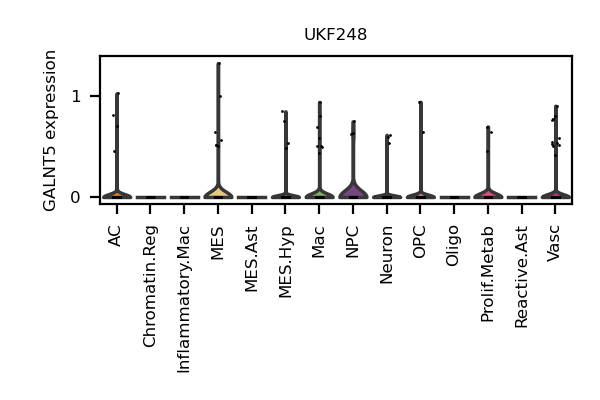 UKF248
GALNT5 expression
1
0
AC
Chromatin.Reg
Inflammatory.Mac
MES
MES.Ast
MES.Hyp
Mac
NPC
Neuron
OPC
Oligo
Prolif.Metab
Reactive.Ast
Vasc